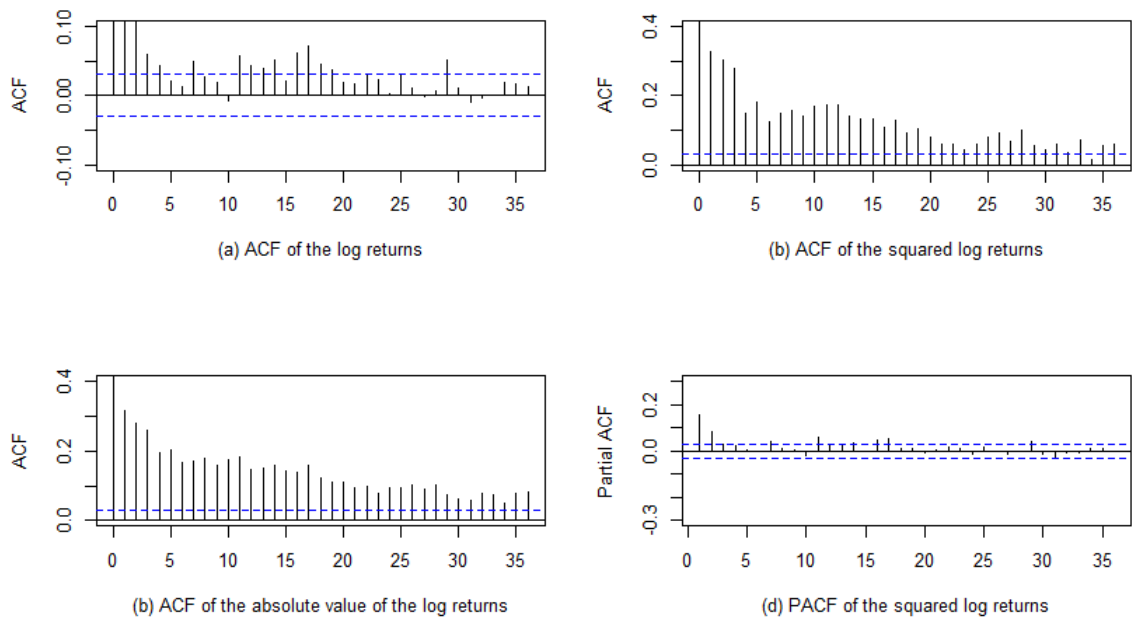 ACF
0.10
0.00
-0.10
0 5 10 15 20 25 30 35
(a) ACF of the log returns
ACF
0.4
0.2
0.0
0 5 10 15 20 25 30 35
(b) ACF of the squared log returns
ACF
0.4
0.2
0.0
0 5 10 15 20 25 30 35
(b) ACF of the absolute value of the log returns
Partial ACF
0.2
0.0
-0.3
0 5 10 15 20 25 30 35
(d) PACF of the squared log returns